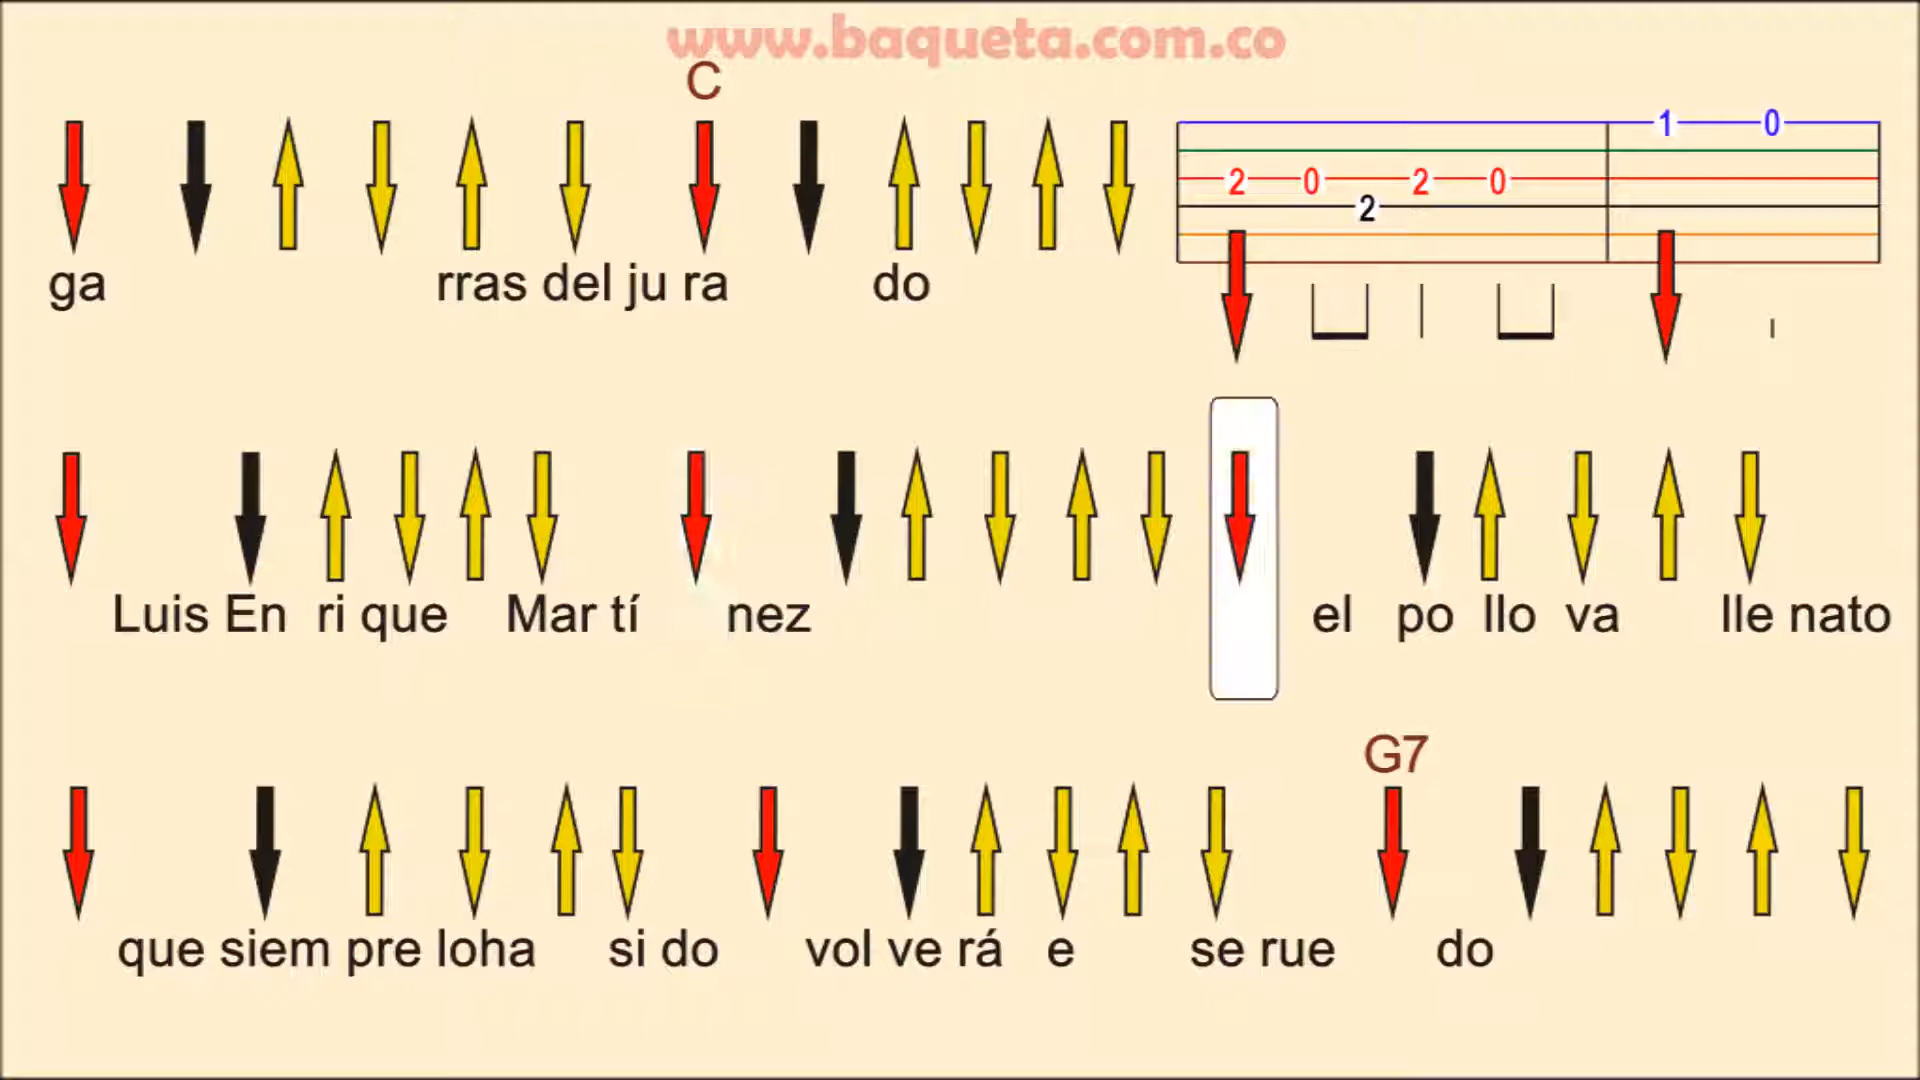 www.baqueta.com.co
C
1 0
2 0 2 0
2
ga rras del ju ra do
Luis En ri que Mar tí nez el po llo va lle nato
G7
que siem pre loha si do vol ve rá e se rue do